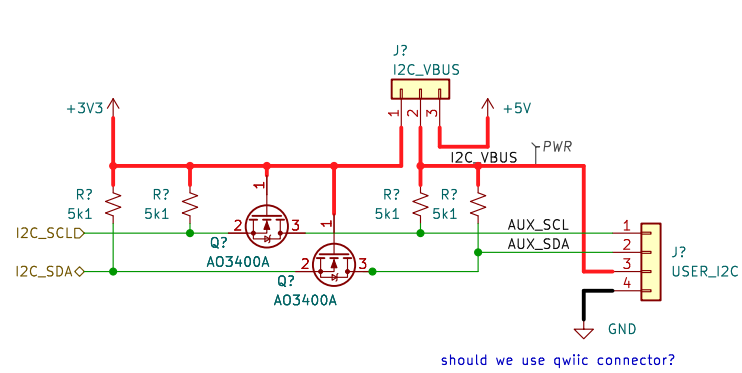 J?
I2C_VBUS
+3V3
1
2
3
+5V
I2C_VBUS
PWR
R?
5k1
R?
5k1
1
R?
5k1
R?
5k1
I2C_SCL
2
3
1
AUX_SCL
1
Q?
AO3400A
AUX_SDA
2
J?
I2C_SDA
2
3
3
USER_I2C
Q?
AO3400A
4
GND
should we use qwiic connector?